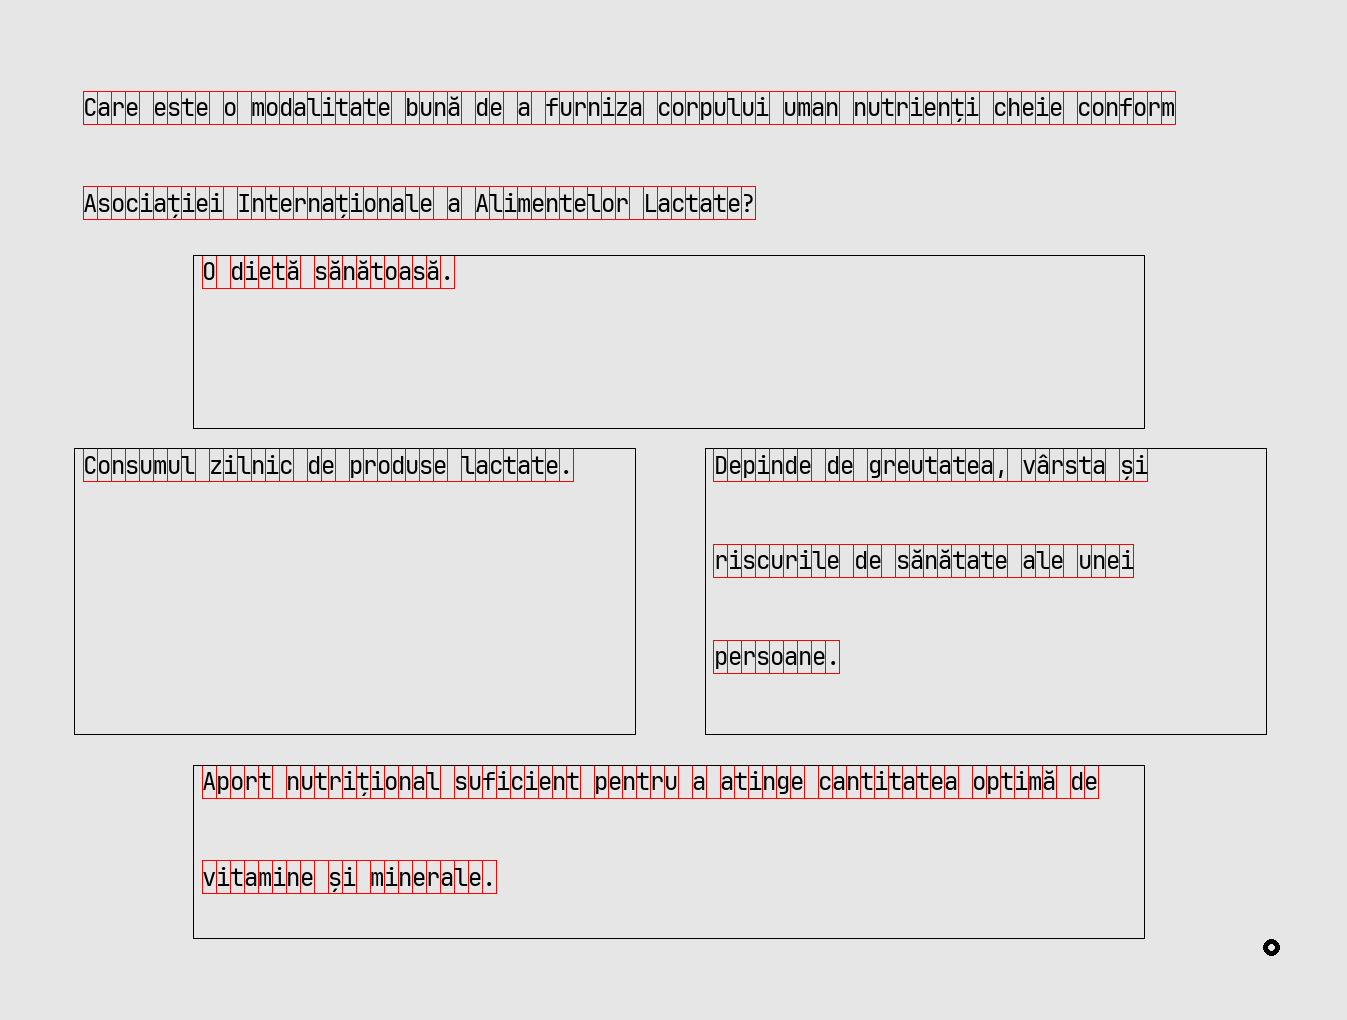 Care este o modalitate bună de a furniza corpului uman nutrienți cheie conform
Asociației Internaționale a Alimentelor Lactate?
O dietă sănătoasă.
Consumul zilnic de produse lactate.
Depinde de greutatea, vârsta și
riscurile de sănătate ale unei
persoane.
Aport nutrițional suficient pentru a atinge cantitatea optimă de
vitamine și minerale.